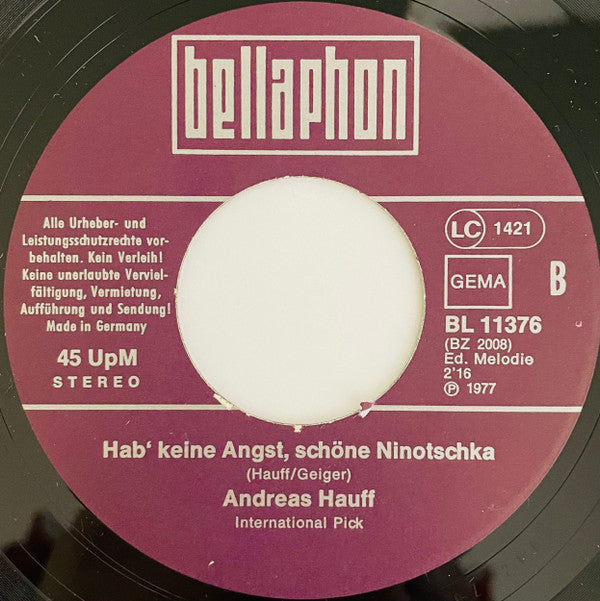 bellaphon
Alle Urheber- und
Leistungsschutzrechte vor-
behalten. Kein Verleih!
Keine unerlaubte Verviel-
fältigung, Vermietung,
Aufführung und Sendung!
Made in Germany
45 UpM
STEREO
LC 1421
GEMA B
BL 11376
(BZ 2008)
Ed. Melodie
2'16
℗ 1977
Hab‘ keine Angst, schöne Ninotschka
(Hauff/Geiger)
Andreas Hauff
International Pick